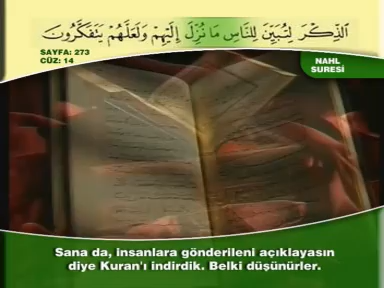 الذِّكْرَ لِتُبَيِّنَ لِلنَّاسِ مَا نُزِّلَ إِلَيْهِمْ وَلَعَلَّهُمْ يَتَفَكَّرُونَ
SAYFA: 273
CÜZ: 14
NAHL
SURESİ
Sana da, insanlara gönderileni açıklayasın
diye Kuran'ı indirdik. Belki düşünürler.